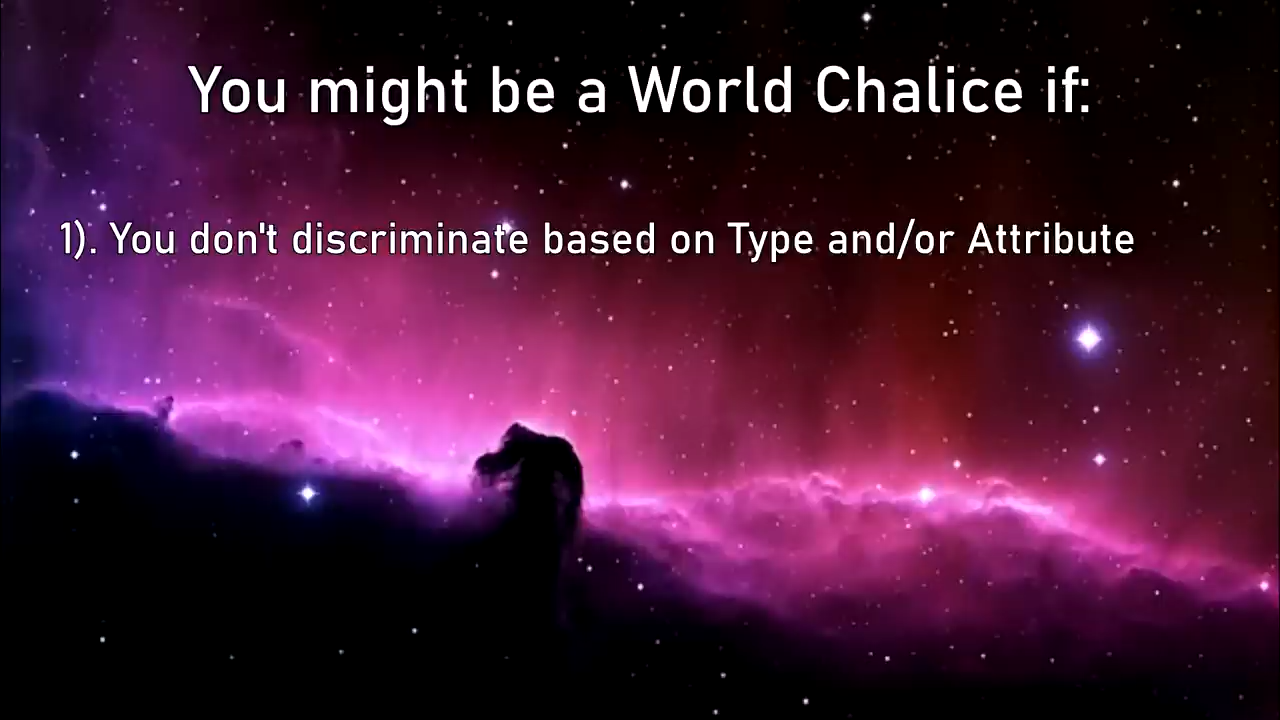 You might be a World Chalice if:
1). You don't discriminate based on Type and/or Attribute